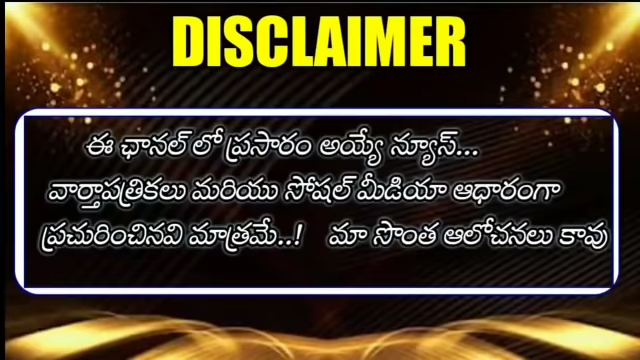 DISCLAIMER
ఈ ఛానల్ లో ప్రసారం అయ్యే న్యూస్...
వార్తాపత్రికలు మరియు సోషల్ మీడియా ఆధారంగా
ప్రచురించినవి మాత్రమే..! మా సొంత ఆలోచనలు కావు